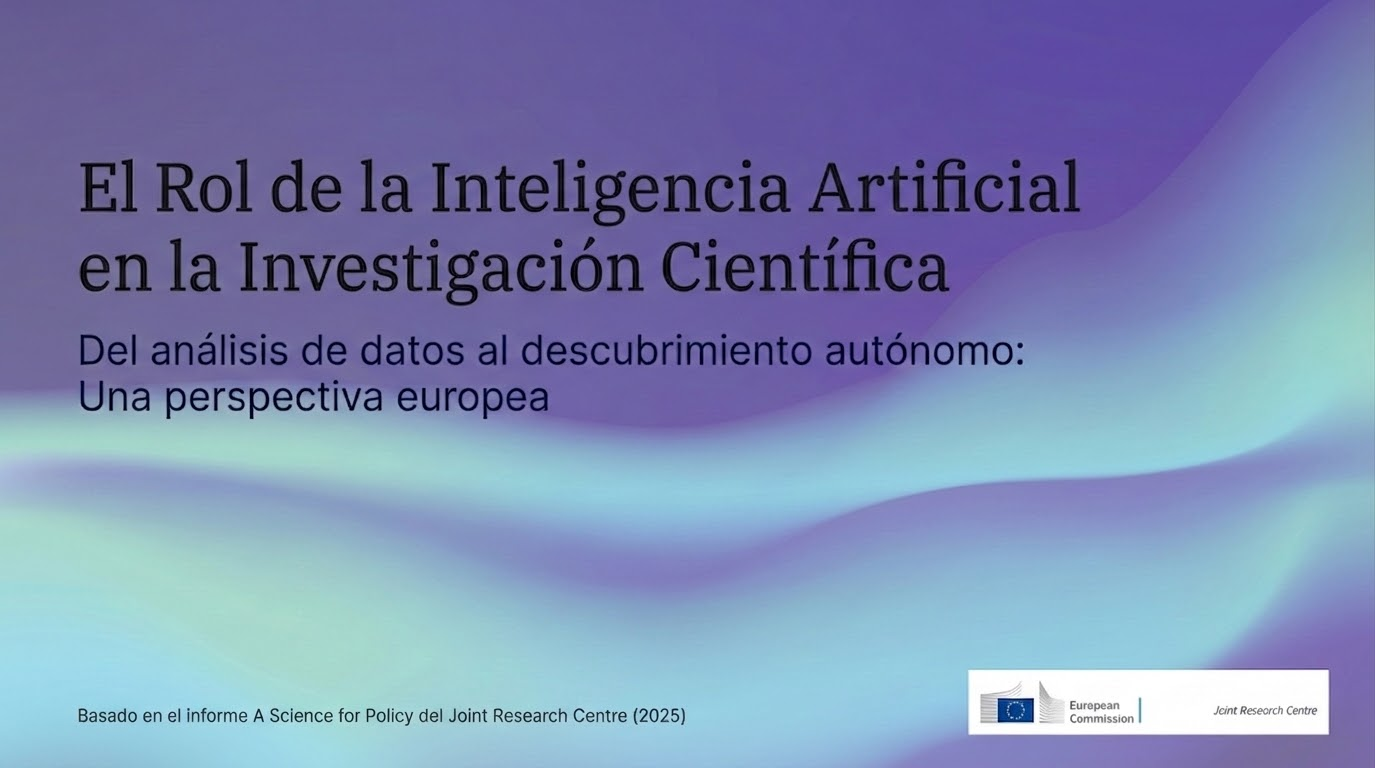 El Rol de la Inteligencia Artificial
en la Investigación Científica
Del análisis de datos al descubrimiento autónomo:
Una perspectiva europea
Basado en el informe A Science for Policy del Joint Research Centre (2025)
European
Commission
Joint Research Centre